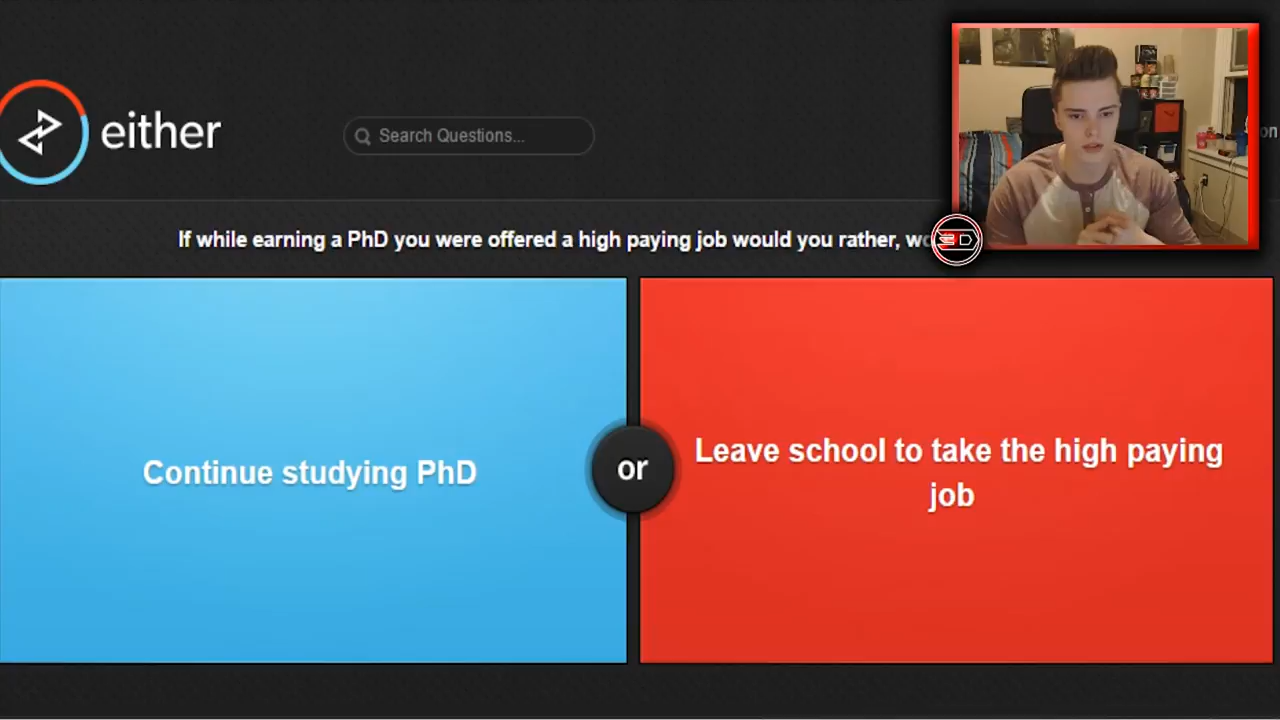 either
Search Questions...
on
If while earning a PhD you were offered a high paying job would you rather,
Continue studying PhD
or
Leave school to take the high paying
job